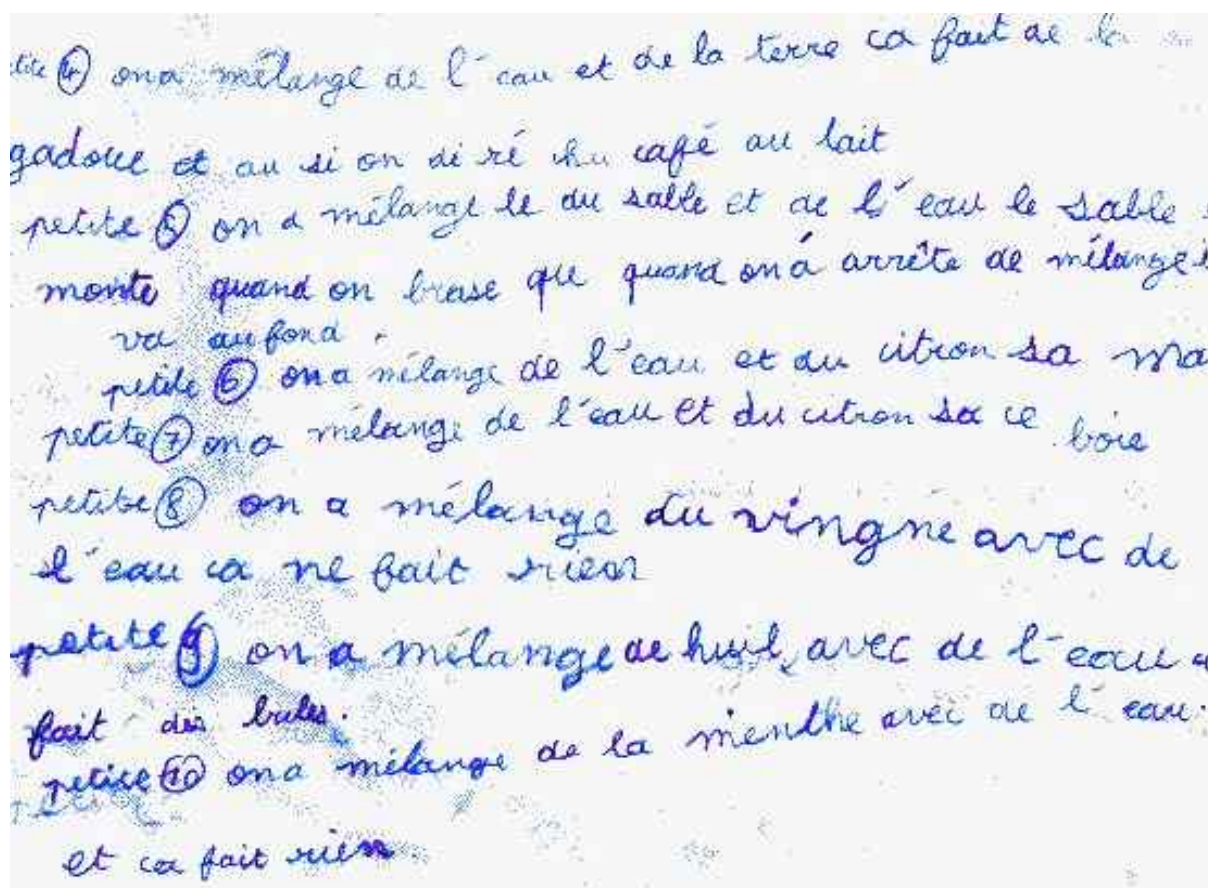 tite ④ on a mélange de l'eau et de la terre ca fait de la
gadoue et au si on di ré du café au lait
petite ⑤ on a mélange le du sable et de l'eau le sable
monte quand on brase que quand on á arrête de mélange
va au fond.
petite ⑥ on a mélange de l'eau et du citron sa ma
petite ⑦ on a mélange de l'eau et du citron sa ce boie
petite ⑧ on a mélange du vingne avec de
l'eau ca ne fait rien
petite ⑨ on a mélange de huil, avec de l'eau
fait des bules.
petite ⑩ on a mélange de la menthe avec de l'eau.
et ca fait rien